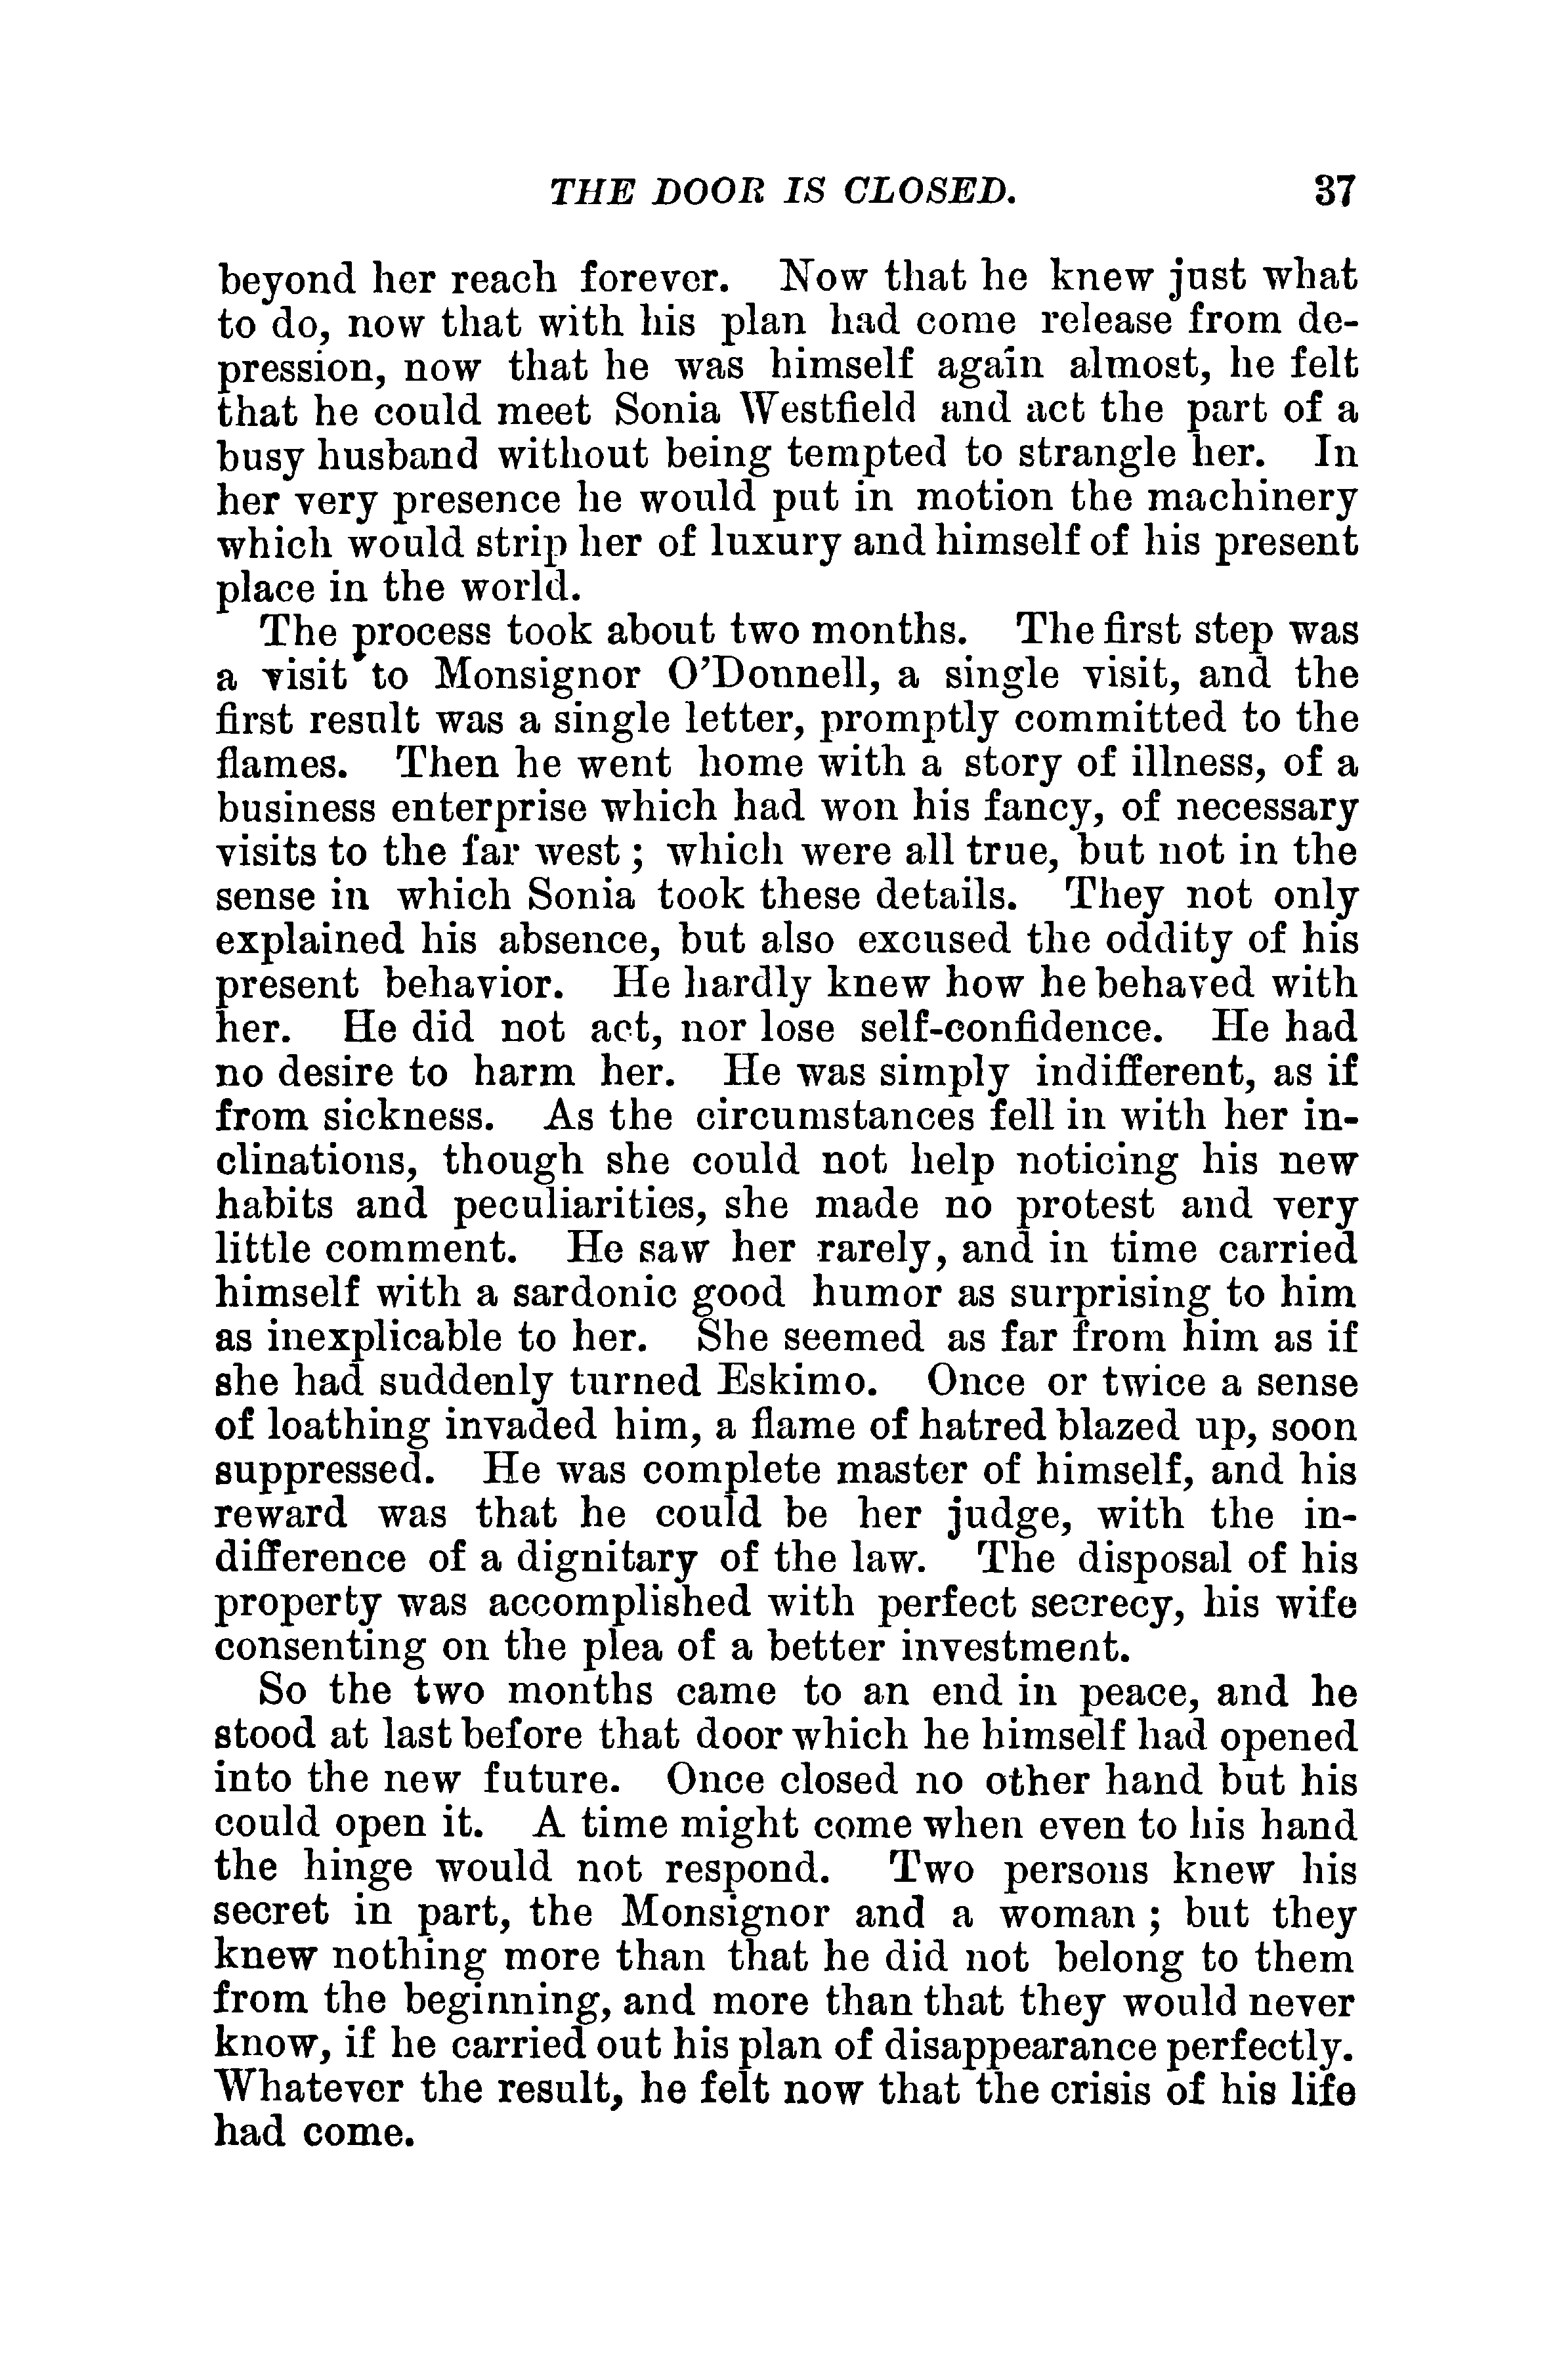 THE DOOR IS CLOSED. 37
beyond her reach forever. Now that he knew just what
to do, now that with his plan had come release from de-
pression, now that he was himself again almost, he felt
that he could meet Sonia Westfield and act the part of a
busy husband without being tempted to strangle her. In
her very presence he would put in motion the machinery
which would strip her of luxury and himself of his present
place in the world.
The process took about two months. The first step was
a visit to Monsignor O'Donnell, a single visit, and the
first result was a single letter, promptly committed to the
flames. Then he went home with a story of illness, of a
business enterprise which had won his fancy, of necessary
visits to the far west; which were all true, but not in the
sense in which Sonia took these details. They not only
explained his absence, but also excused the oddity of his
present behavior. He hardly knew how he behaved with
her. He did not act, nor lose self-confidence. He had
no desire to harm her. He was simply indifferent, as if
from sickness. As the circumstances fell in with her in-
clinations, though she could not help noticing his new
habits and peculiarities, she made no protest and very
little comment. He saw her rarely, and in time carried
himself with a sardonic good humor as surprising to him
as inexplicable to her. She seemed as far from him as if
she had suddenly turned Eskimo. Once or twice a sense
of loathing invaded him, a flame of hatred blazed up, soon
suppressed. He was complete master of himself, and his
reward was that he could be her judge, with the in-
difference of a dignitary of the law. The disposal of his
property was accomplished with perfect secrecy, his wife
consenting on the plea of a better investment.
So the two months came to an end in peace, and he
stood at last before that door which he himself had opened
into the new future. Once closed no other hand but his
could open it. A time might come when even to his hand
the hinge would not respond. Two persons knew his
secret in part, the Monsignor and a woman; but they
knew nothing more than that he did not belong to them
from the beginning, and more than that they would never
know, if he carried out his plan of disappearance perfectly.
Whatever the result, he felt now that the crisis of his life
had come.